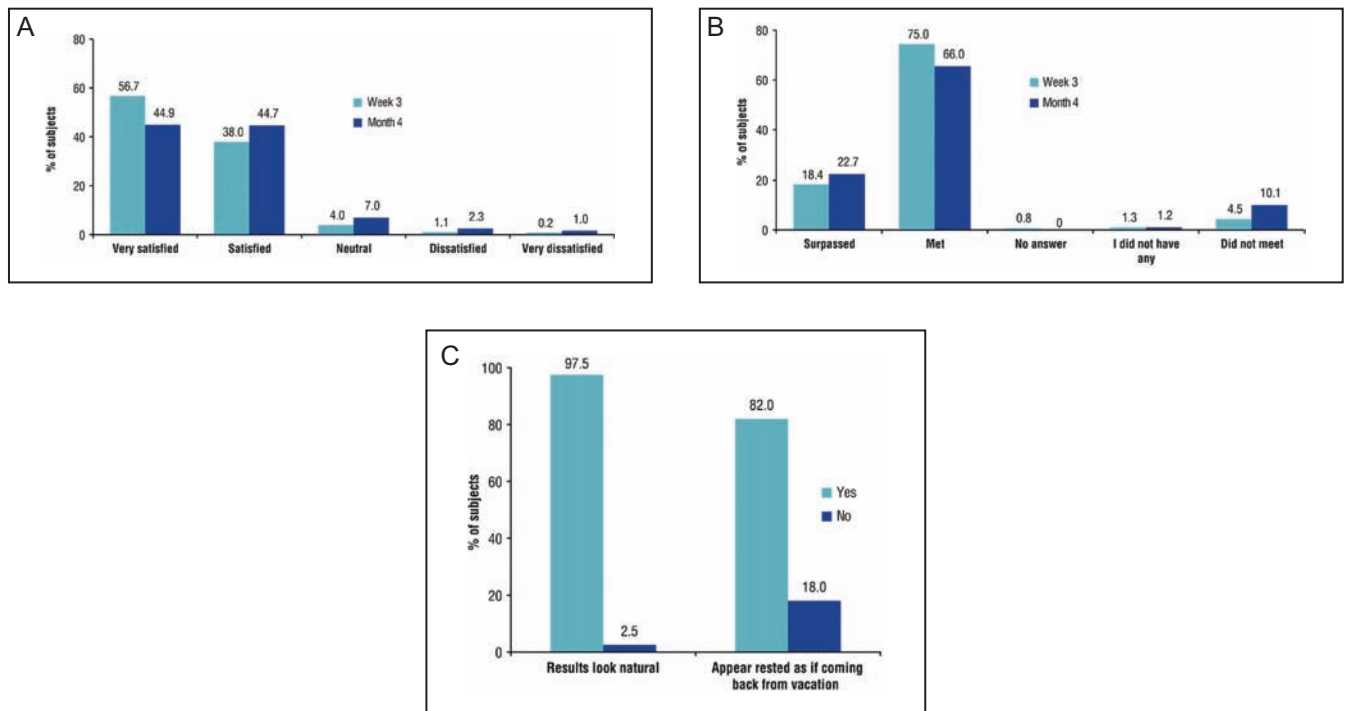 A
80
60
40
20
0
% of subjects
56.7
44.9
38.0
44.7
4.0
7.0
1.1
2.3
0.2
1.0
Week 3
Month 4
Very satisfied
Satisfied
Neutral
Dissatisfied
Very dissatisfied
B
80
60
40
20
0
% of subjects
18.4
22.7
75.0
66.0
0.8
0
1.3
1.2
4.5
10.1
Week 3
Month 4
Surpassed
Met
No answer
I did not have
any
Did not meet
C
100
80
60
40
20
0
% of subjects
97.5
2.5
82.0
18.0
Yes
No
Results look natural
Appear rested as if coming
back from vacation